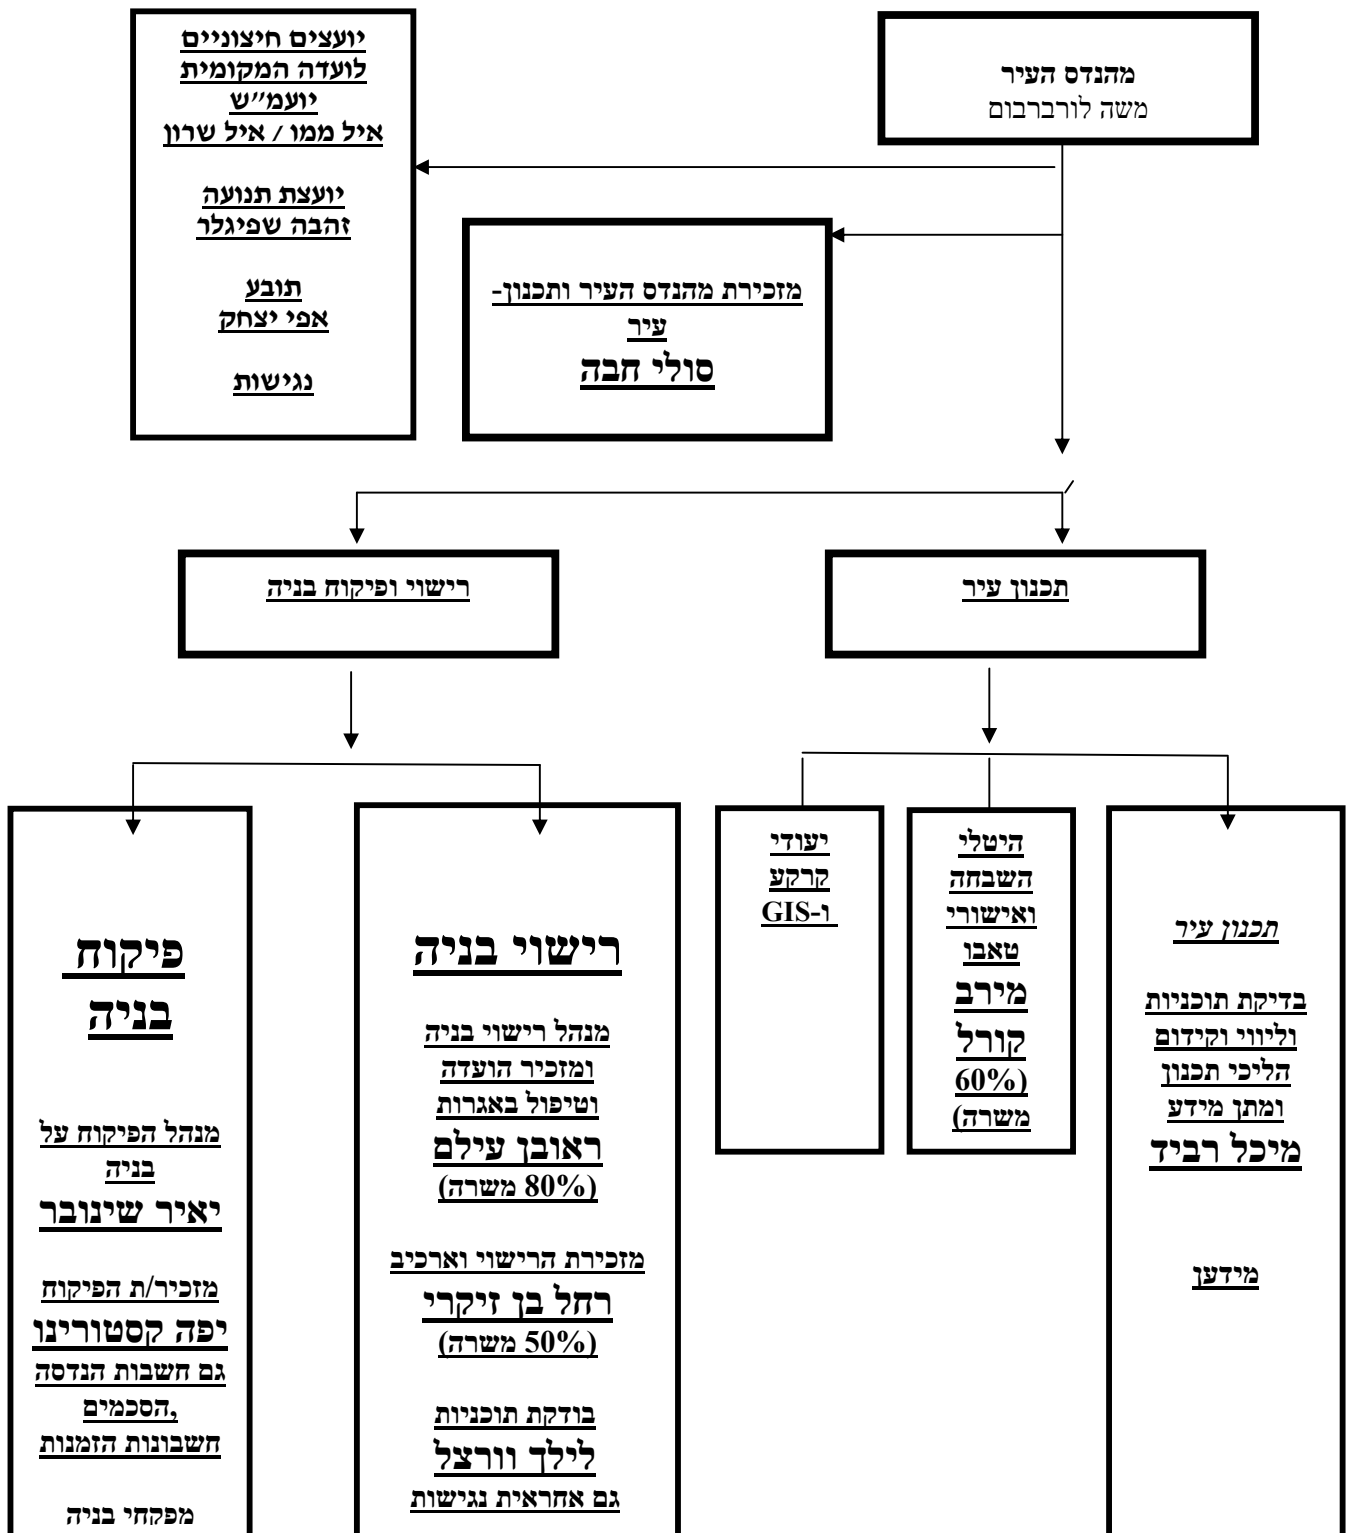 מהנדס העיר
משה לורברבום
יועצים חיצוניים
לועדה המקומית
יועמ"ש
איל ממו / איל שרון
יועצת תנועה
זהבה שפיגלר
תובע
אפי יצחק
נגישות
מזכירת מהנדס העיר ותכנון-
עיר
סולי חבה
תכנון עיר
רישוי ופיקוח בניה
תכנון עיר
בדיקת תוכניות
וליווי וקידום
הליכי תכנון
ומתן מידע
מיכל רביד
מידען
היטלי
השבחה
ואישורי
טאבו
מירב
קורל
(60%
משרה)
יעודי
קרקע
ו-GIS
רישוי בניה
מנהל רישוי בניה
ומזכיר הועדה
וטיפול באגרות
ראובן עילם
(80% משרה)
מזכירת הרישוי וארכיב
רחל בן זיקרי
(50% משרה)
בודקת תוכניות
לילך וורצל
גם אחראית נגישות
פיקוח
בניה
מנהל הפיקוח על
בניה
יאיר שינובר
מזכיר/ת הפיקוח
יפה קסטורינו
גם חשבות הנדסה
,הסכמים
חשבונות הזמנות
מפקחי בניה